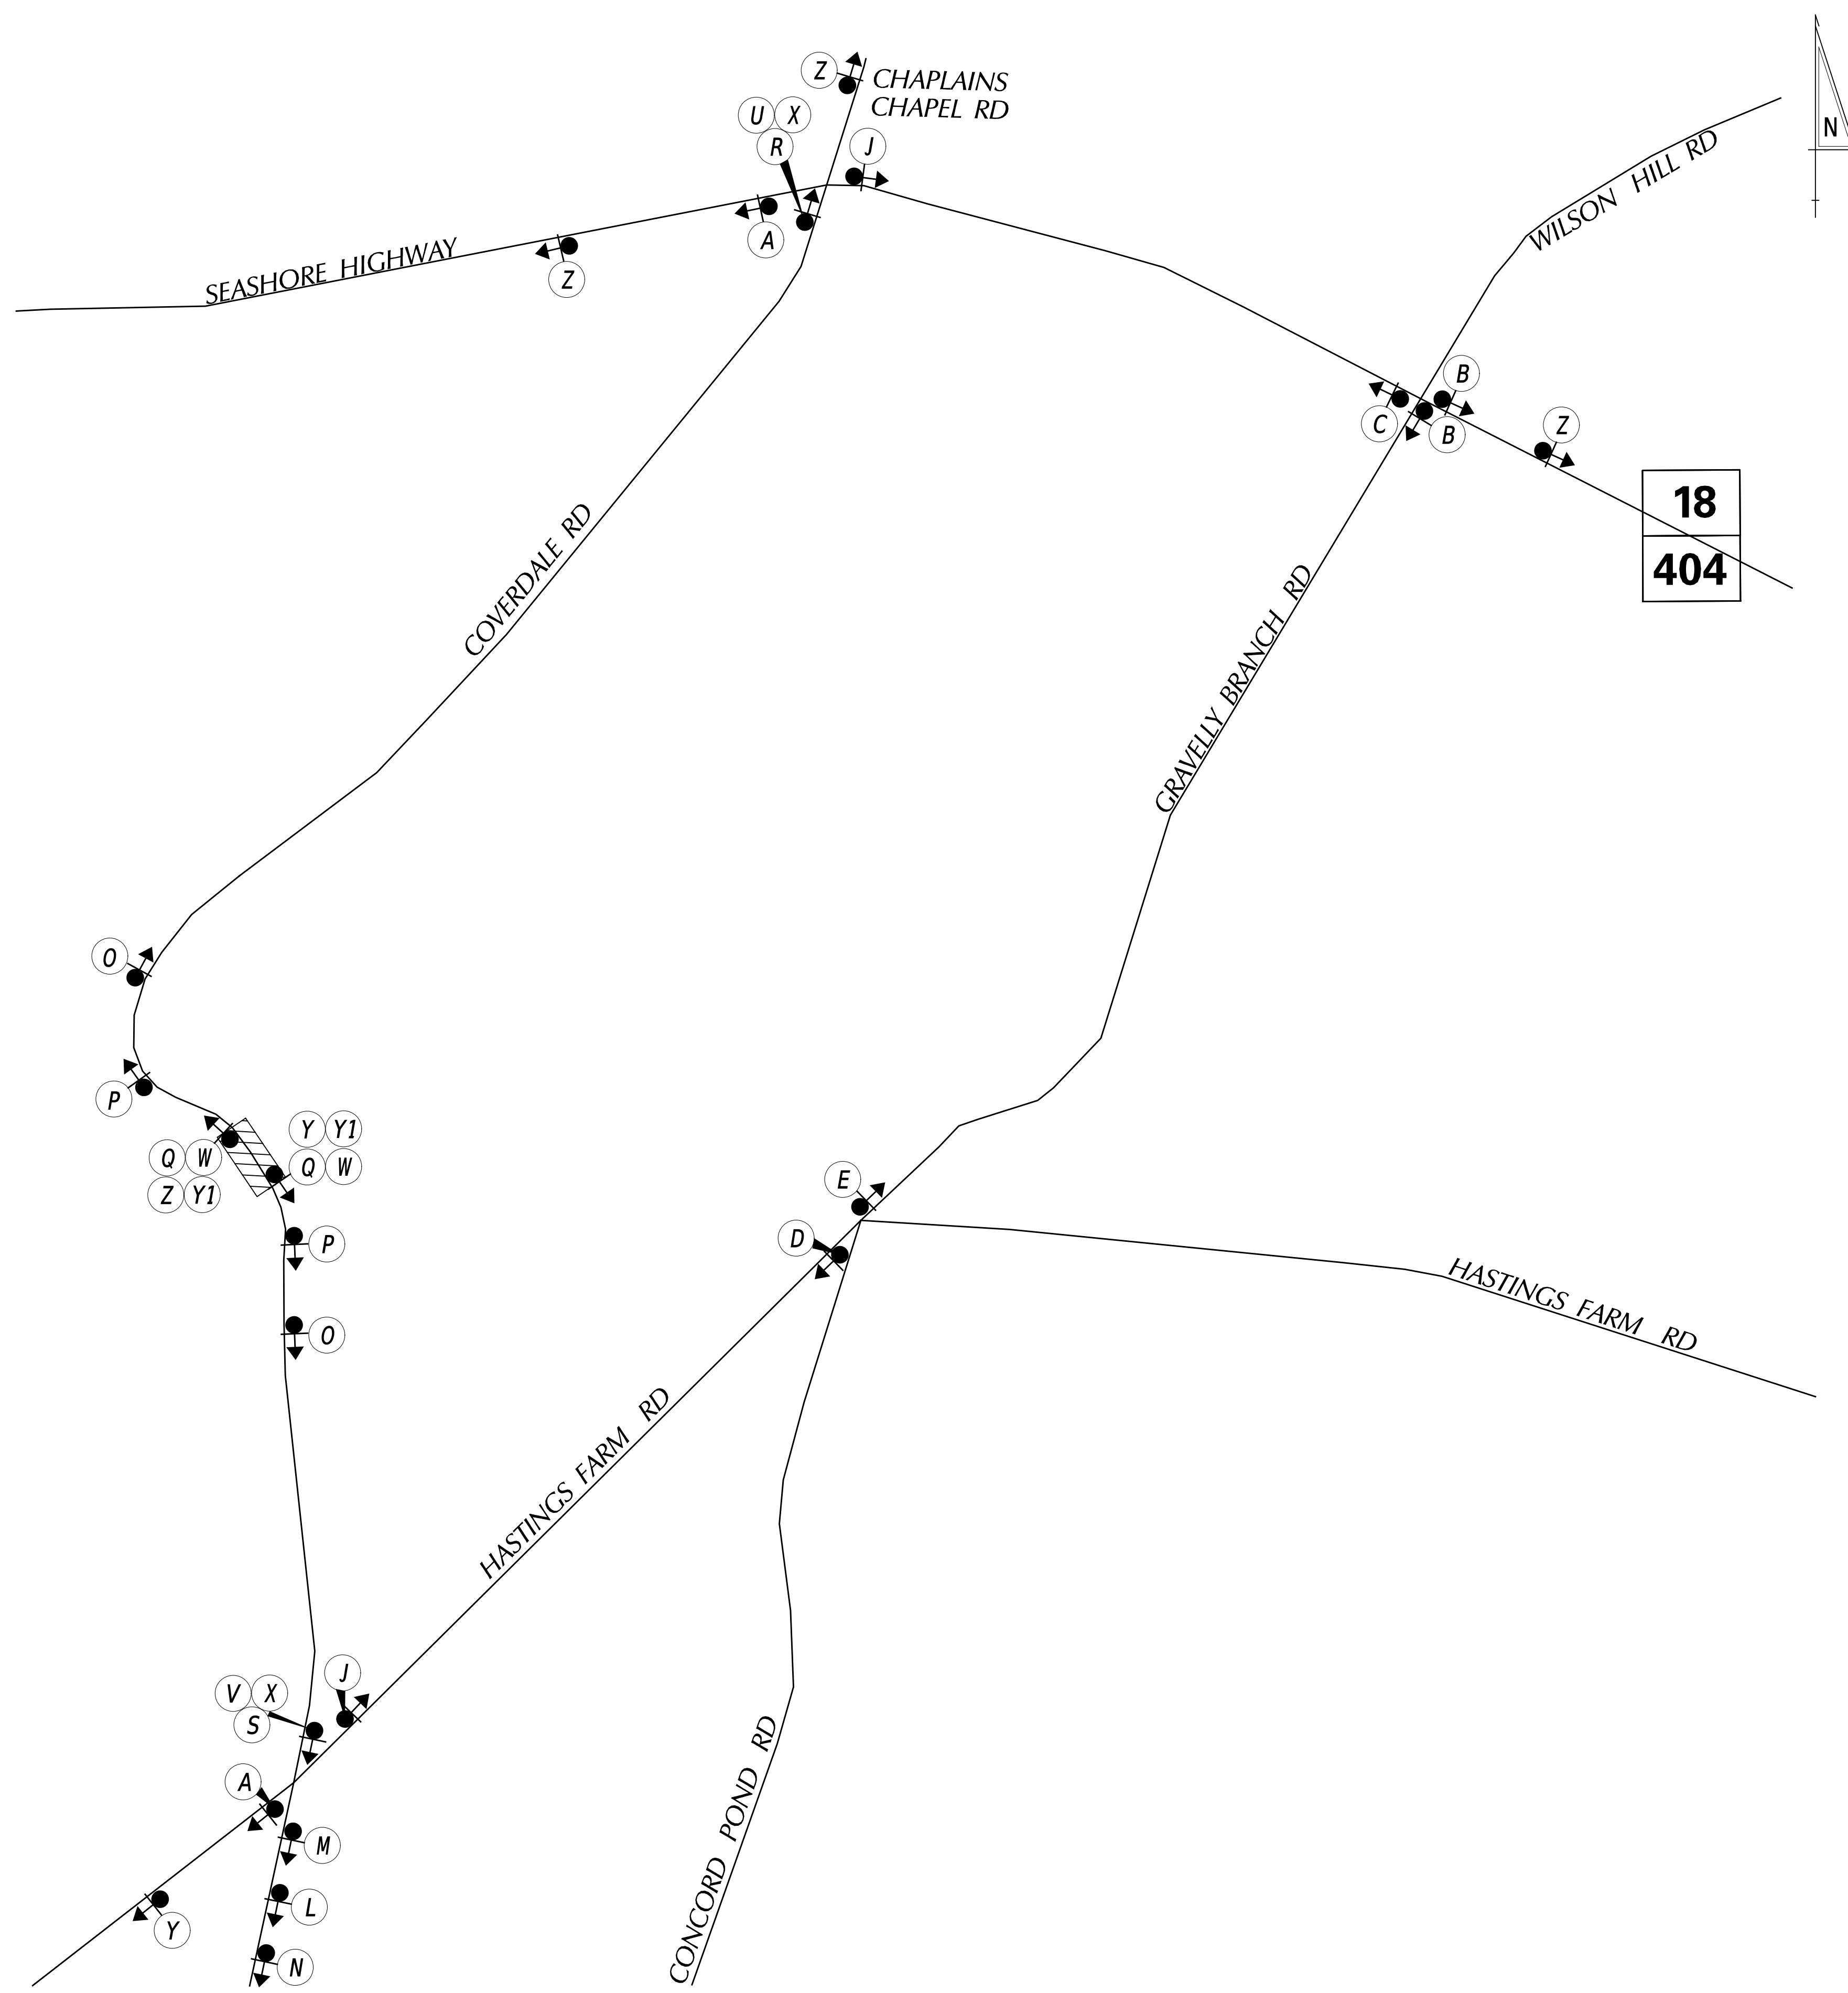 Z
CHAPLAINS
CHAPEL RD
U X
R
J
N
WILSON HILL RD
A
SEASHORE HIGHWAY
Z
B
C
B
Z
18
404
COVERDALE RD
GRAVELLY BRANCH RD
O
P
Y Y1
Q W
Q W
Z Y1
E
D
P
O
HASTINGS FARM RD
HASTINGS FARM RD
J
V X
S
A
M
L
Y
N
CONCORD POND RD